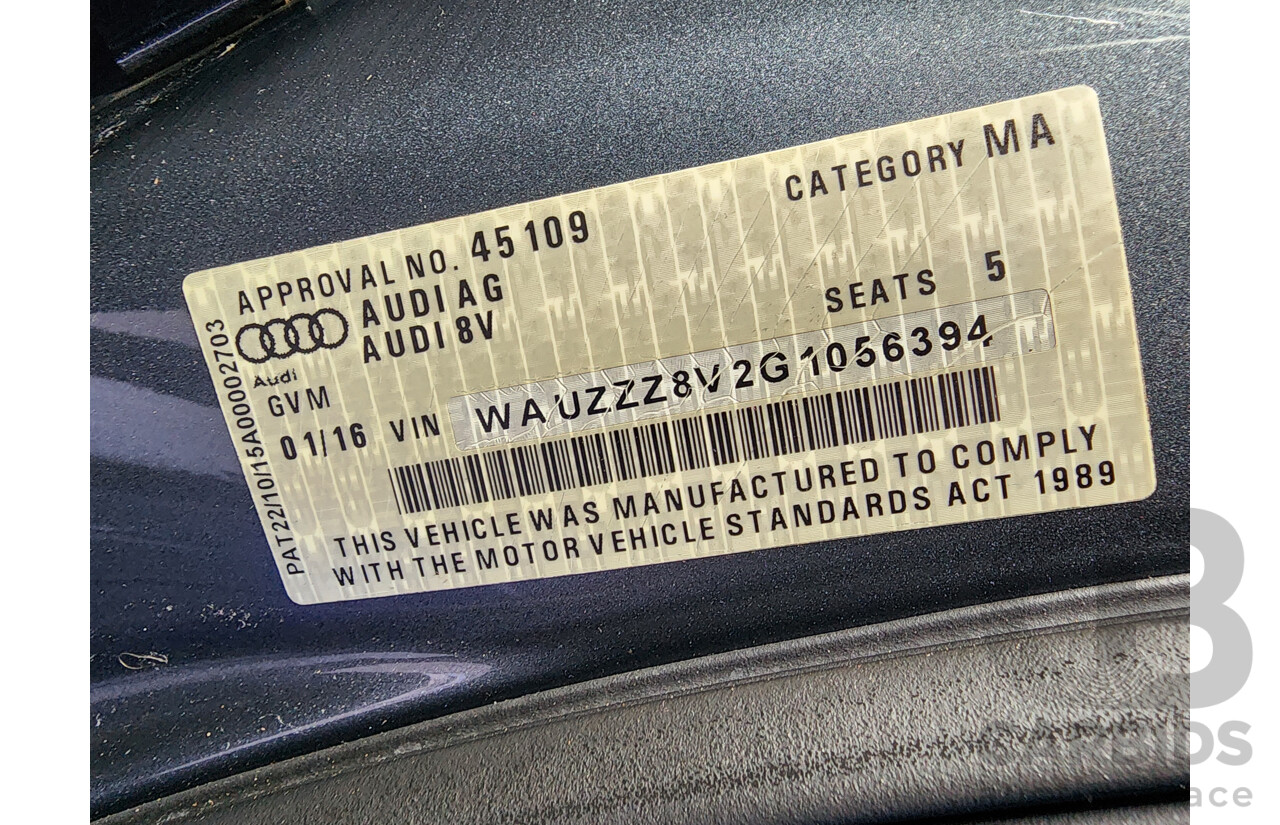 APPROVAL NO. 45109
CATEGORY MA
AUDI AG
AUDI 8V
SEATS 5
Audi
GVM
01/16 VIN WAUZZZ8V2G1056394
THIS VEHICLE WAS MANUFACTURED TO COMPLY
WITH THE MOTOR VEHICLE STANDARDS ACT 1989
PAT22/10/15A00002703
CARBIDS